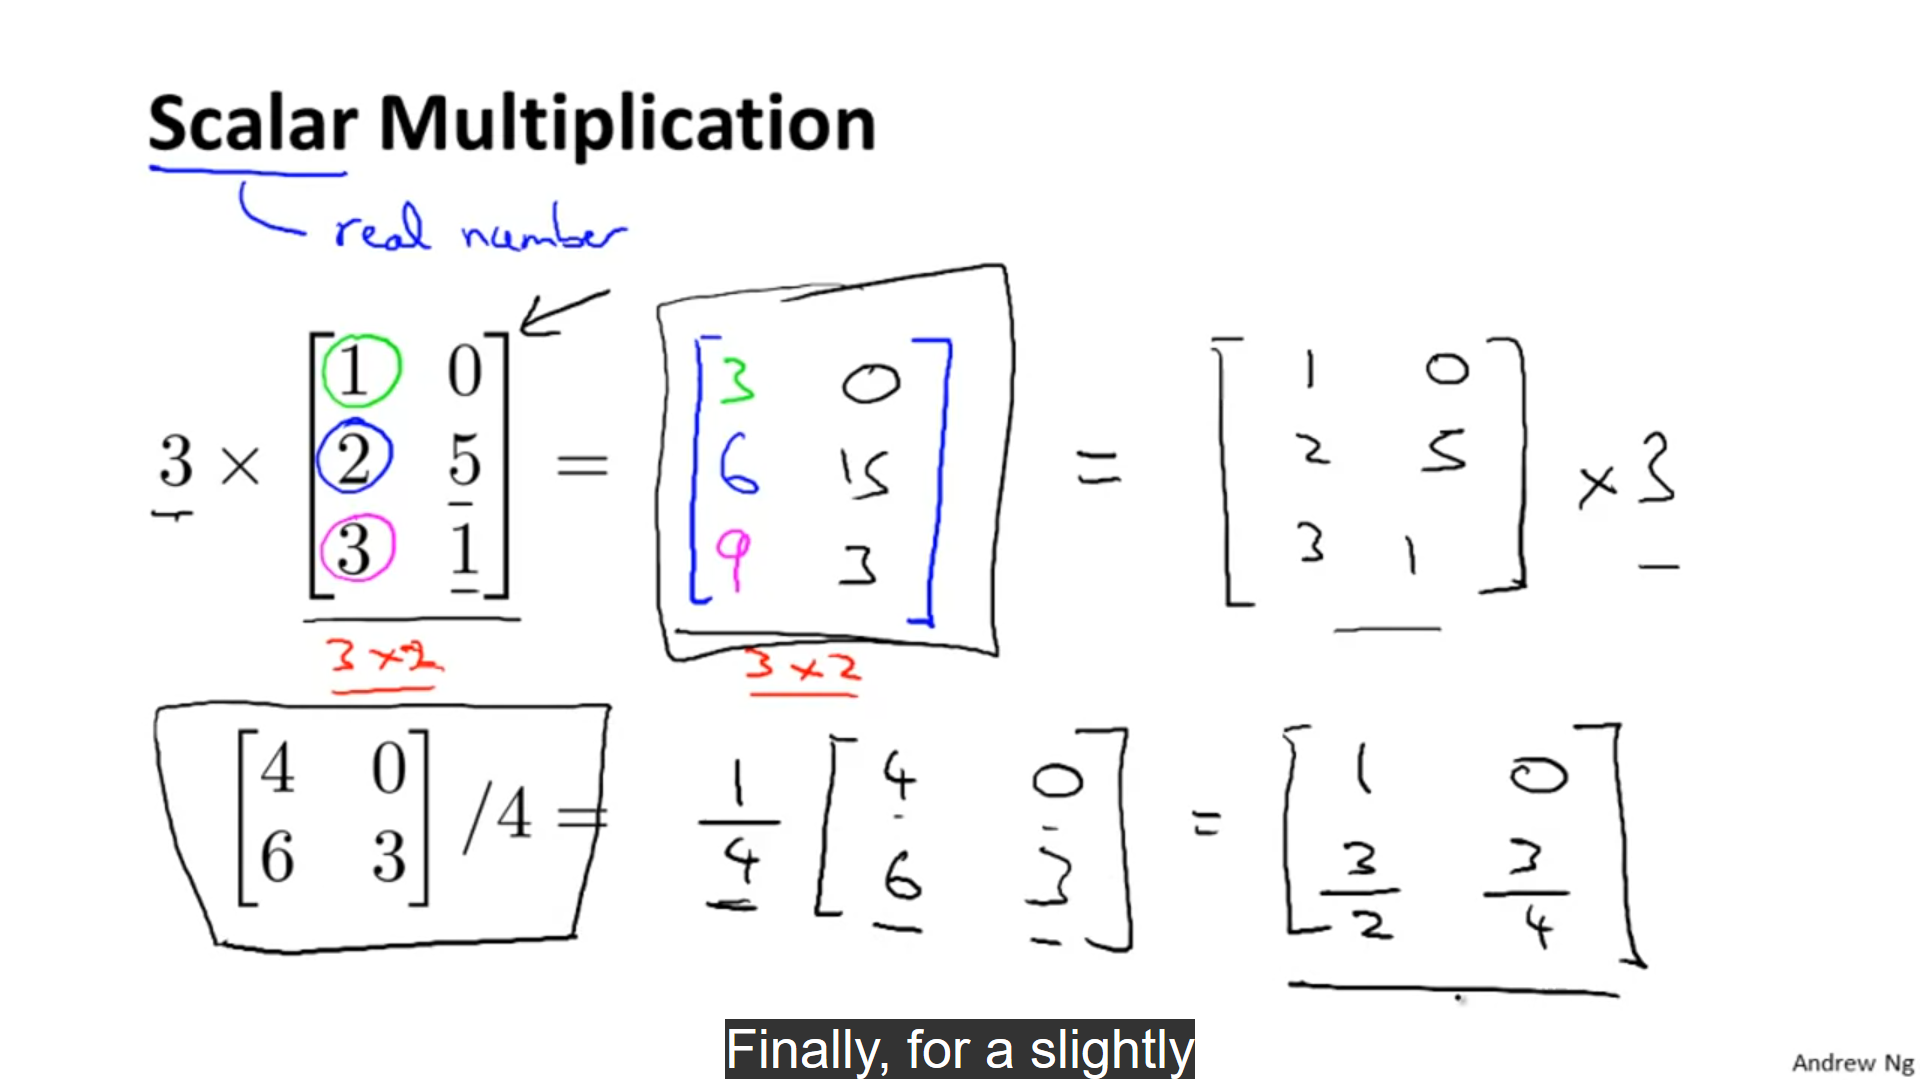 Scalar Multiplication
real number
3 × [1 0; 2 5; 3 1] = [3 0; 6 15; 9 3] = [1 0; 2 5; 3 1] × 3
3 × 2 3 × 2
[4 0; 6 3] /4 = 1/4 [4 0; 6 3] = [1 0; 3/2 3/4]
Finally, for a slightly
Andrew Ng